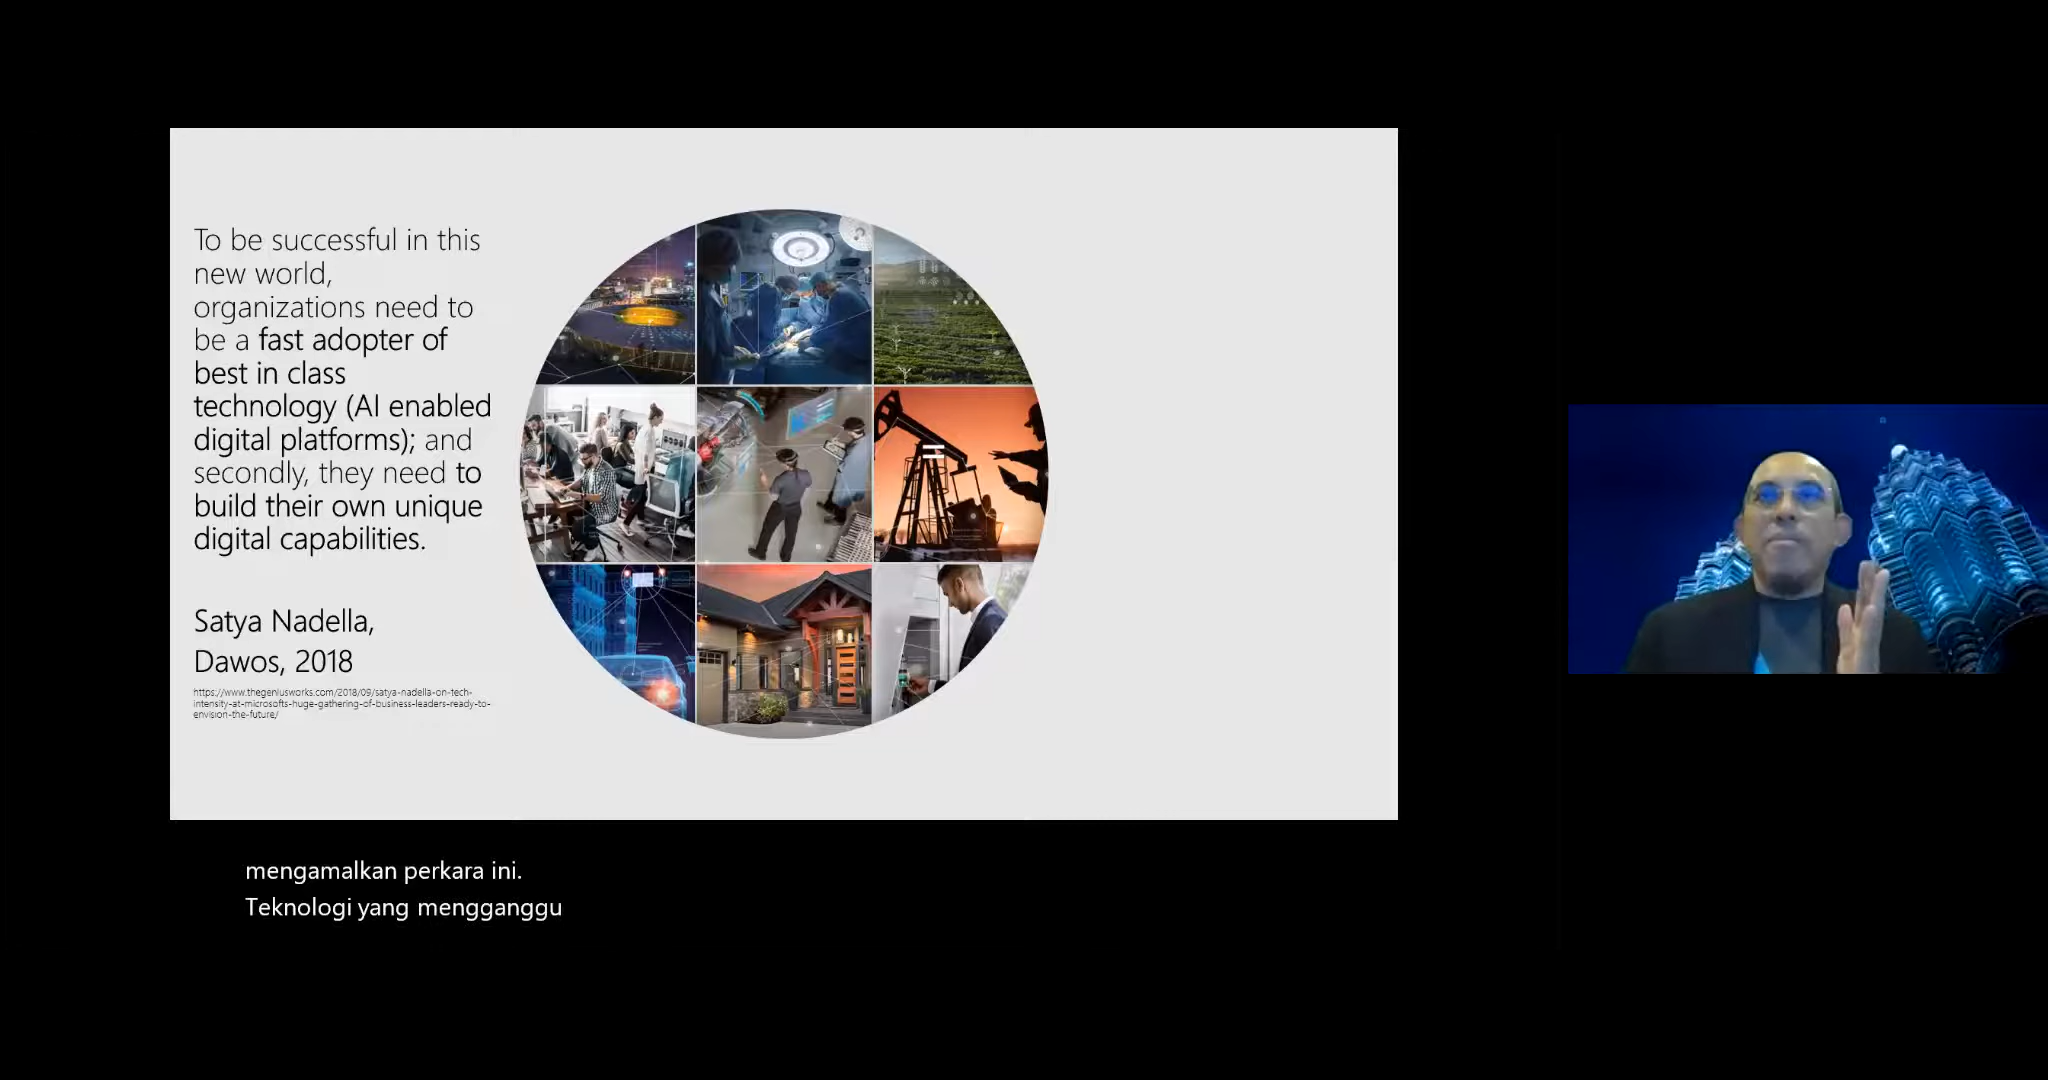 To be successful in this
new world,
organizations need to
be a fast adopter of
best in class
technology (AI enabled
digital platforms); and
secondly, they need to
build their own unique
digital capabilities.
Satya Nadella,
Dawos, 2018
https://www.thegeniusworks.com/2018/09/satya-nadella-on-tech-
intensity-at-microsofts-huge-gathering-of-business-leaders-ready-to-
envision-the-future/
mengamalkan perkara ini.
Teknologi yang mengganggu